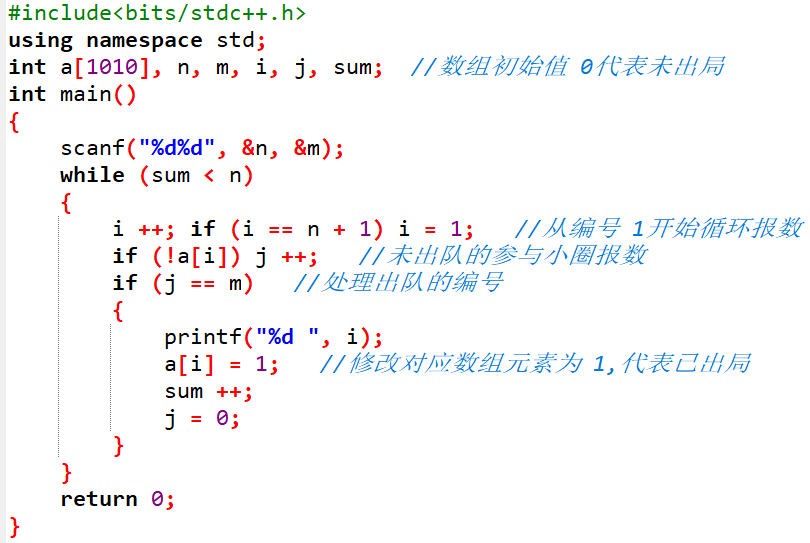 #include<bits/stdc++.h>
using namespace std;
int a[1010], n, m, i, j, sum;  //数组初始值 0代表未出局
int main()
{
    scanf("%d%d", &n, &m);
    while (sum < n)
    {
        i ++; if (i == n + 1) i = 1;   //从编号 1开始循环报数
        if (!a[i]) j ++;   //未出队的参与小圈报数
        if (j == m)   //处理出队的编号
        {
            printf("%d ", i);
            a[i] = 1;   //修改对应数组元素为 1,代表已出局
            sum ++;
            j = 0;
        }
    }
    return 0;
}